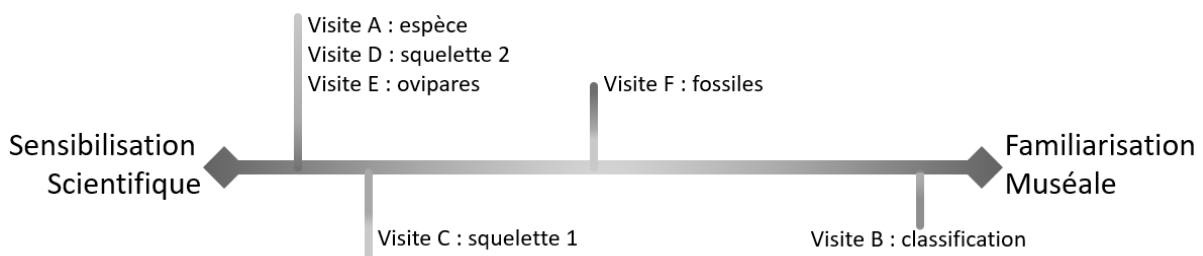 Visite A : espèce
Visite D : squelette 2
Visite E : ovipares
Visite F : fossiles
Sensibilisation
Scientifique
Familiarisation
Muséale
Visite C : squelette 1
Visite B : classification